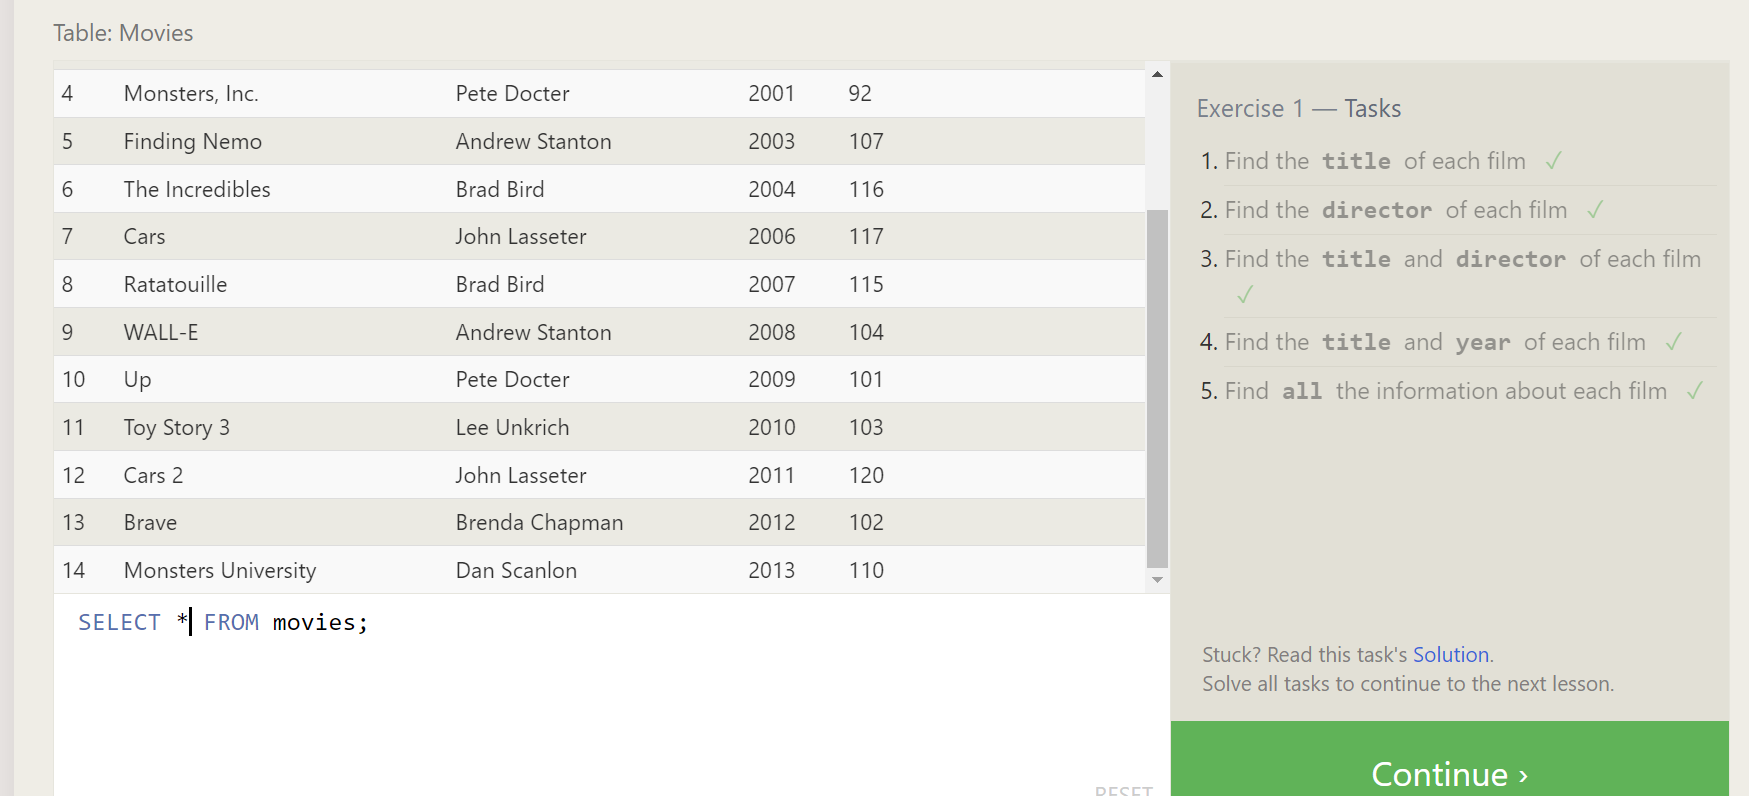 Table: Movies
4 Monsters, Inc. Pete Docter 2001 92
5 Finding Nemo Andrew Stanton 2003 107
6 The Incredibles Brad Bird 2004 116
7 Cars John Lasseter 2006 117
8 Ratatouille Brad Bird 2007 115
9 WALL-E Andrew Stanton 2008 104
10 Up Pete Docter 2009 101
11 Toy Story 3 Lee Unkrich 2010 103
12 Cars 2 John Lasseter 2011 120
13 Brave Brenda Chapman 2012 102
14 Monsters University Dan Scanlon 2013 110
SELECT * FROM movies;
RESET
Exercise 1 — Tasks
1. Find the title of each film ✓
2. Find the director of each film ✓
3. Find the title and director of each film
✓
4. Find the title and year of each film ✓
5. Find all the information about each film ✓
Stuck? Read this task's Solution.
Solve all tasks to continue to the next lesson.
Continue ›